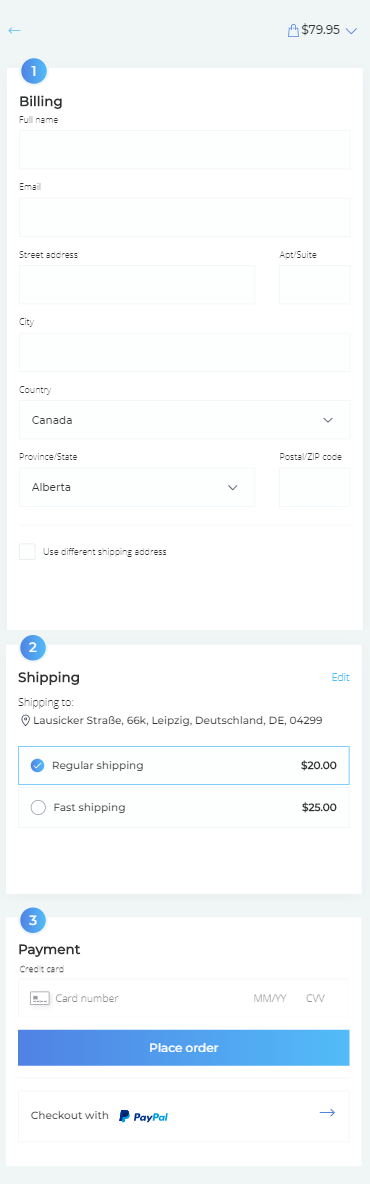 $79.95
1
Billing
Full name
Email
Street address Apt/Suite
City
Country
Canada
Province/State Postal/ZIP code
Alberta
Use different shipping address
2
Shipping Edit
Shipping to:
Lausicker Straße, 66k, Leipzig, Deutschland, DE, 04299
Regular shipping $20.00
Fast shipping $25.00
3
Payment
Credit card
Card number MM/YY CVV
Place order
Checkout with PayPal